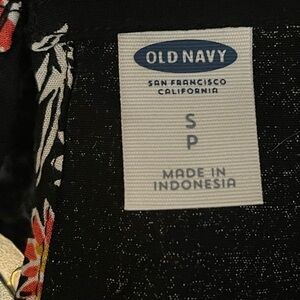 OLD NAVY
SAN FRANCISCO
CALIFORNIA
S
P
MADE IN
INDONESIA